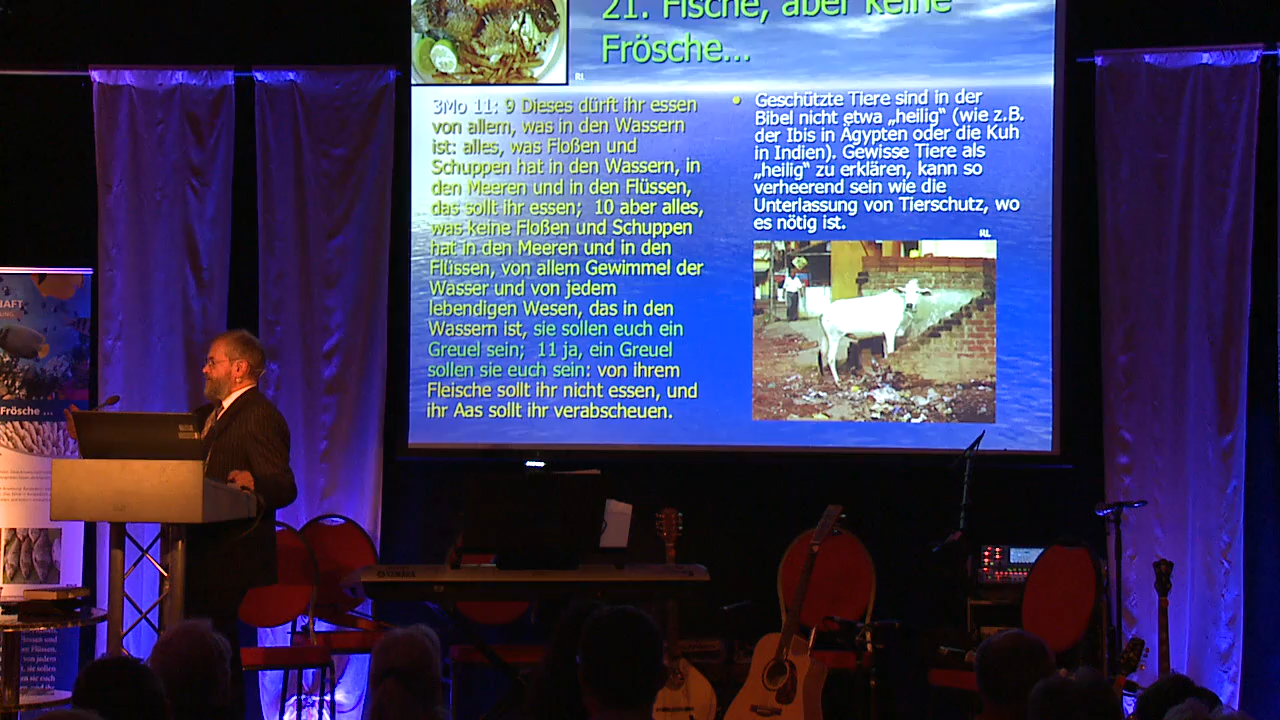 21. Fische, aber keine
Frösche...
RL
3Mo 11: 9 Dieses dürft ihr essen
von allem, was in den Wassern
ist: alles, was Floßen und
Schuppen hat in den Wassern, in
den Meeren und in den Flüssen,
das sollt ihr essen; 10 aber alles,
was keine Floßen und Schuppen
hat in den Meeren und in den
Flüssen, von allem Gewimmel der
Wasser und von jedem
lebendigen Wesen, das in den
Wassern ist, sie sollen euch ein
Greuel sein; 11 ja, ein Greuel
sollen sie euch sein: von ihrem
Fleische sollt ihr nicht essen, und
ihr Aas sollt ihr verabscheuen.
• Geschützte Tiere sind in der
Bibel nicht etwa „heilig“ (wie z.B.
der Ibis in Ägypten oder die Kuh
in Indien). Gewisse Tiere als
„heilig“ zu erklären, kann so
verheerend sein wie die
Unterlassung von Tierschutz, wo
es nötig ist.
RL
Frösche ...
YAMAHA